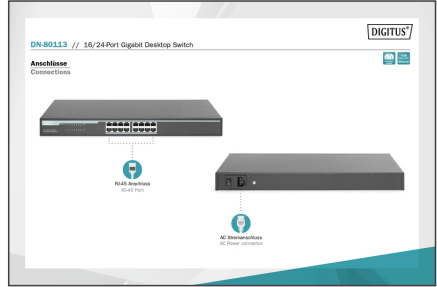 DIGITUS®
DN-80113 // 16/24-Port Gigabit Desktop Switch
Anschlüsse
Connections
RJ-45 Anschluss
RJ-45 Port
AC Stromanschluss
AC Power connector